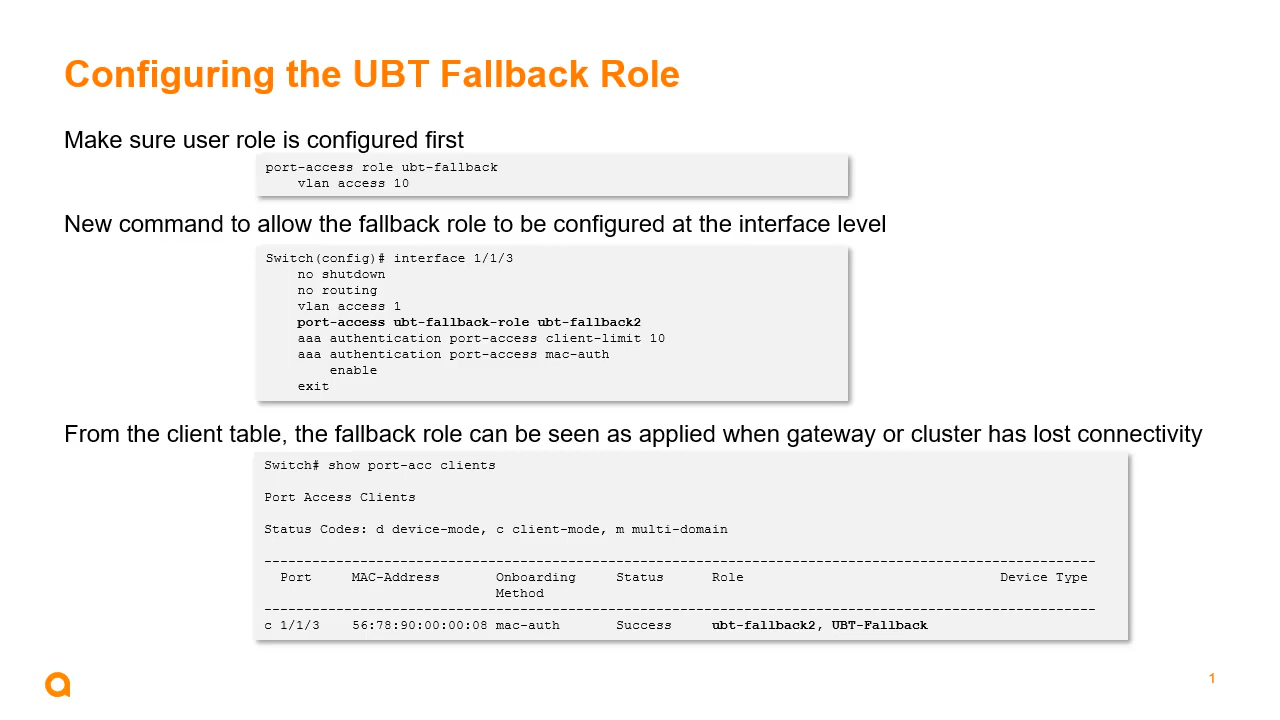 Configuring the UBT Fallback Role
Make sure user role is configured first
port-access role ubt-fallback
    vlan access 10
New command to allow the fallback role to be configured at the interface level
Switch(config)# interface 1/1/3
    no shutdown
    no routing
    vlan access 1
    port-access ubt-fallback-role ubt-fallback2
    aaa authentication port-access client-limit 10
    aaa authentication port-access mac-auth
        enable
    exit
From the client table, the fallback role can be seen as applied when gateway or cluster has lost connectivity
Switch# show port-acc clients
Port Access Clients
Status Codes: d device-mode, c client-mode, m multi-domain
--------------------------------------------------------------------------------------------------------
  Port     MAC-Address       Onboarding     Status      Role                                Device Type
                             Method
--------------------------------------------------------------------------------------------------------
c 1/1/3    56:78:90:00:00:08 mac-auth       Success     ubt-fallback2, UBT-Fallback
1